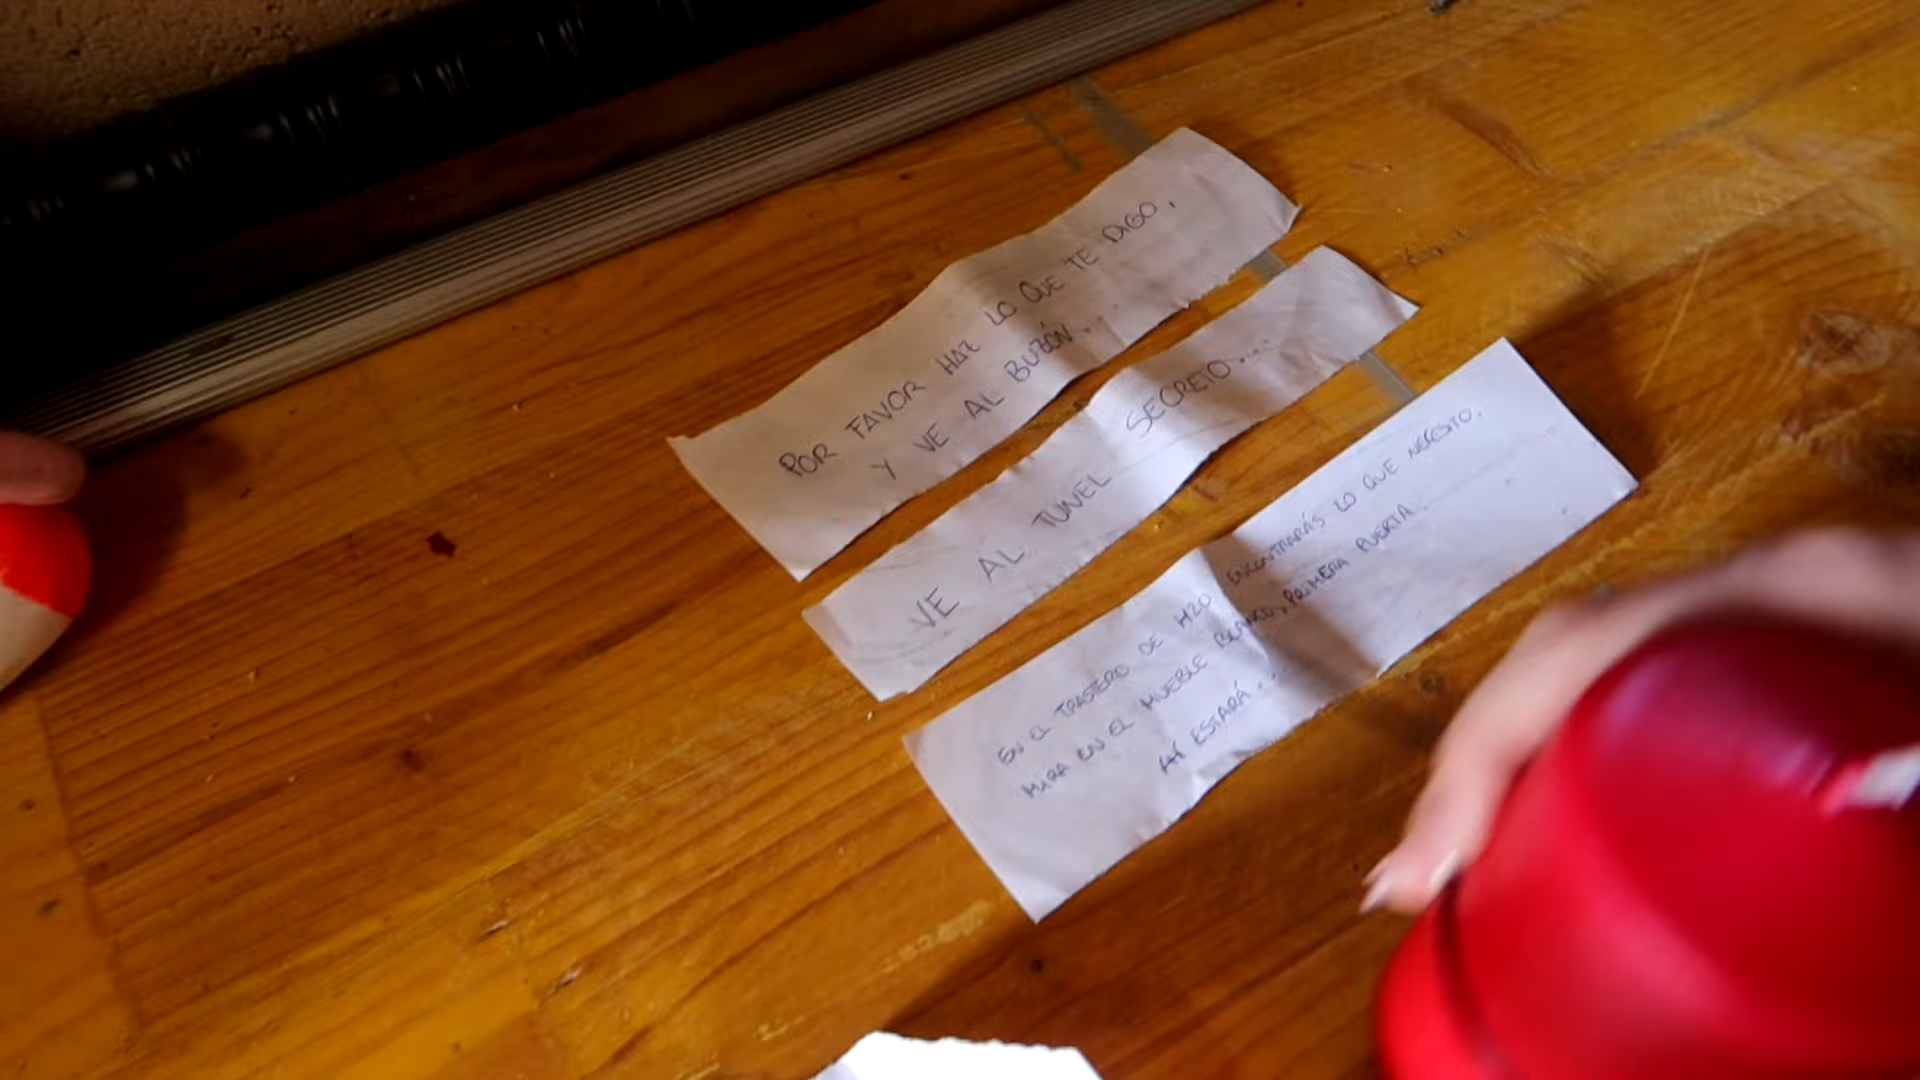 POR FAVOR HAZ LO QUE TE DIGO,
Y VE AL BUZÓN...
VE AL TUNEL SECRETO....
EN EL TRASTERO DE H20 ENCONTRARÁS LO QUE NECESITO.
MIRA EN EL MUEBLE BLANCO, PRIMERA PUERTA.
AHÍ ESTARÁ...